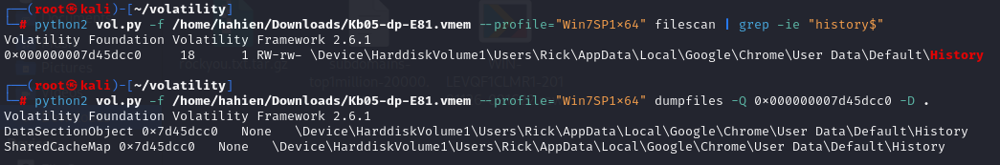 ┌──(root㉿kali)-[~/volatility]
└─# python2 vol.py -f /home/hahien/Downloads/Kb05-dp-E81.vmem --profile="Win7SP1×64" filescan | grep -ie "history$"
Volatility Foundation Volatility Framework 2.6.1
0×000000007d45dcc0     18      1 RW-rw- \Device\HarddiskVolume1\Users\Rick\AppData\Local\Google\Chrome\User Data\Default\History
┌──(root㉿kali)-[~/volatility]
└─# python2 vol.py -f /home/hahien/Downloads/Kb05-dp-E81.vmem --profile="Win7SP1×64" dumpfiles -Q 0×000000007d45dcc0 -D .
Volatility Foundation Volatility Framework 2.6.1
DataSectionObject 0×7d45dcc0   None   \Device\HarddiskVolume1\Users\Rick\AppData\Local\Google\Chrome\User Data\Default\History
SharedCacheMap 0×7d45dcc0   None   \Device\HarddiskVolume1\Users\Rick\AppData\Local\Google\Chrome\User Data\Default\History